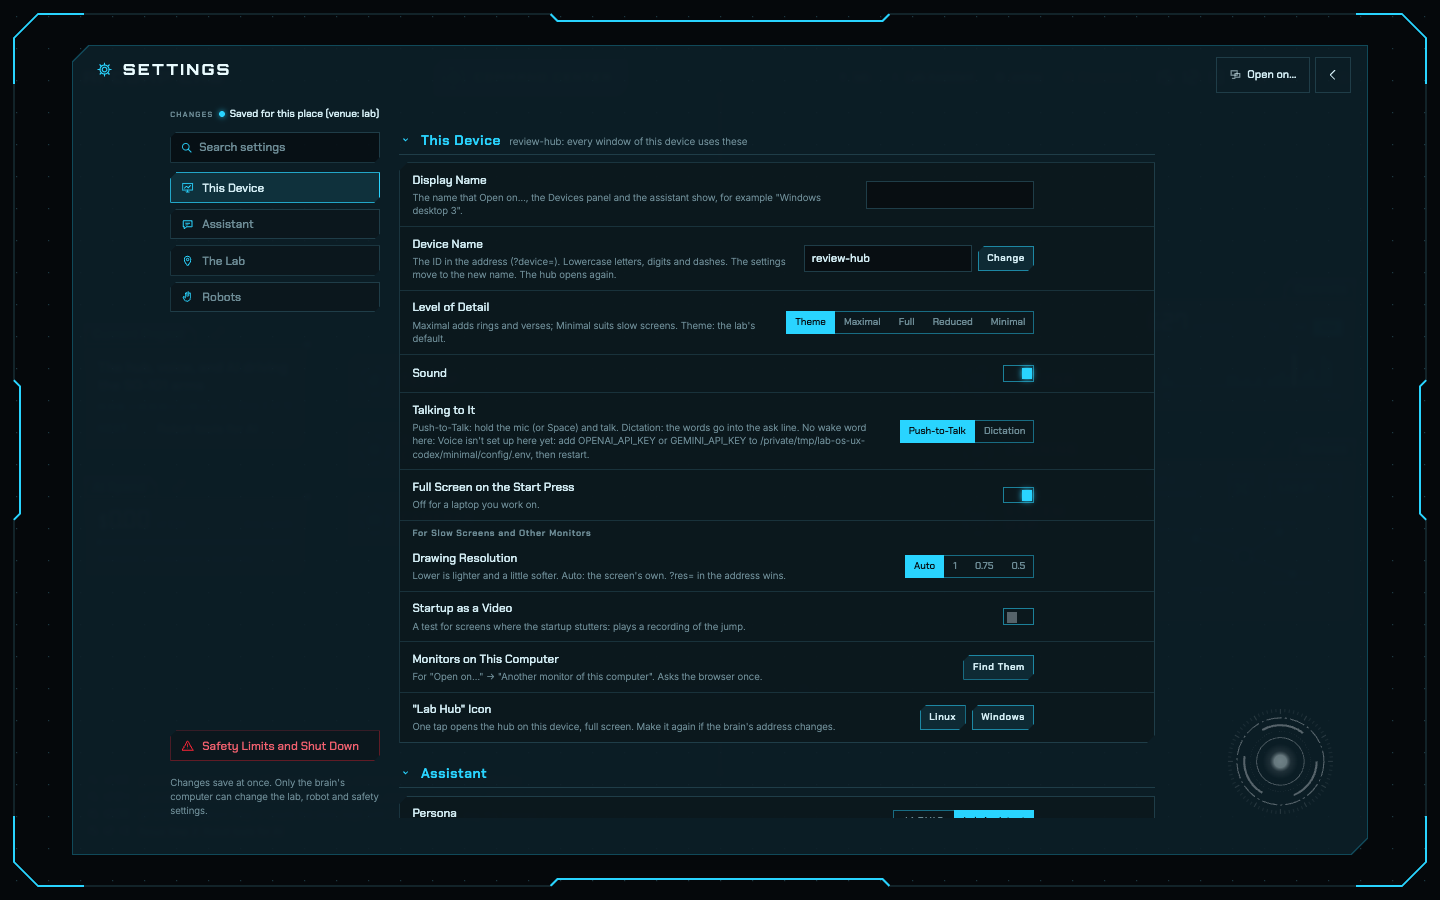 SETTINGS
Open on...
CHANGES Saved for this place (venue: lab)
Search settings
This Device
Assistant
The Lab
Robots
Safety Limits and Shut Down
Changes save at once. Only the brain's
computer can change the lab, robot and safety
settings.
This Device review-hub: every window of this device uses these
Display Name
The name that Open on..., the Devices panel and the assistant show, for example "Windows
desktop 3".
Device Name
The ID in the address (?device=). Lowercase letters, digits and dashes. The settings
move to the new name. The hub opens again.
review-hub
Change
Level of Detail
Maximal adds rings and verses; Minimal suits slow screens. Theme: the lab's
default.
Theme Maximal Full Reduced Minimal
Sound
Talking to It
Push-to-Talk: hold the mic (or Space) and talk. Dictation: the words go into the ask line. No wake word
here: Voice isn't set up here yet: add OPENAI_API_KEY or GEMINI_API_KEY to /private/tmp/lab-os-ux-
codex/minimal/config/.env, then restart.
Push-to-Talk Dictation
Full Screen on the Start Press
Off for a laptop you work on.
For Slow Screens and Other Monitors
Drawing Resolution
Lower is lighter and a little softer. Auto: the screen's own. ?res= in the address wins.
Auto 1 0.75 0.5
Startup as a Video
A test for screens where the startup stutters: plays a recording of the jump.
Monitors on This Computer
For "Open on..." → "Another monitor of this computer". Asks the browser once.
Find Them
"Lab Hub" Icon
One tap opens the hub on this device, full screen. Make it again if the brain's address changes.
Linux Windows
Assistant
Persona